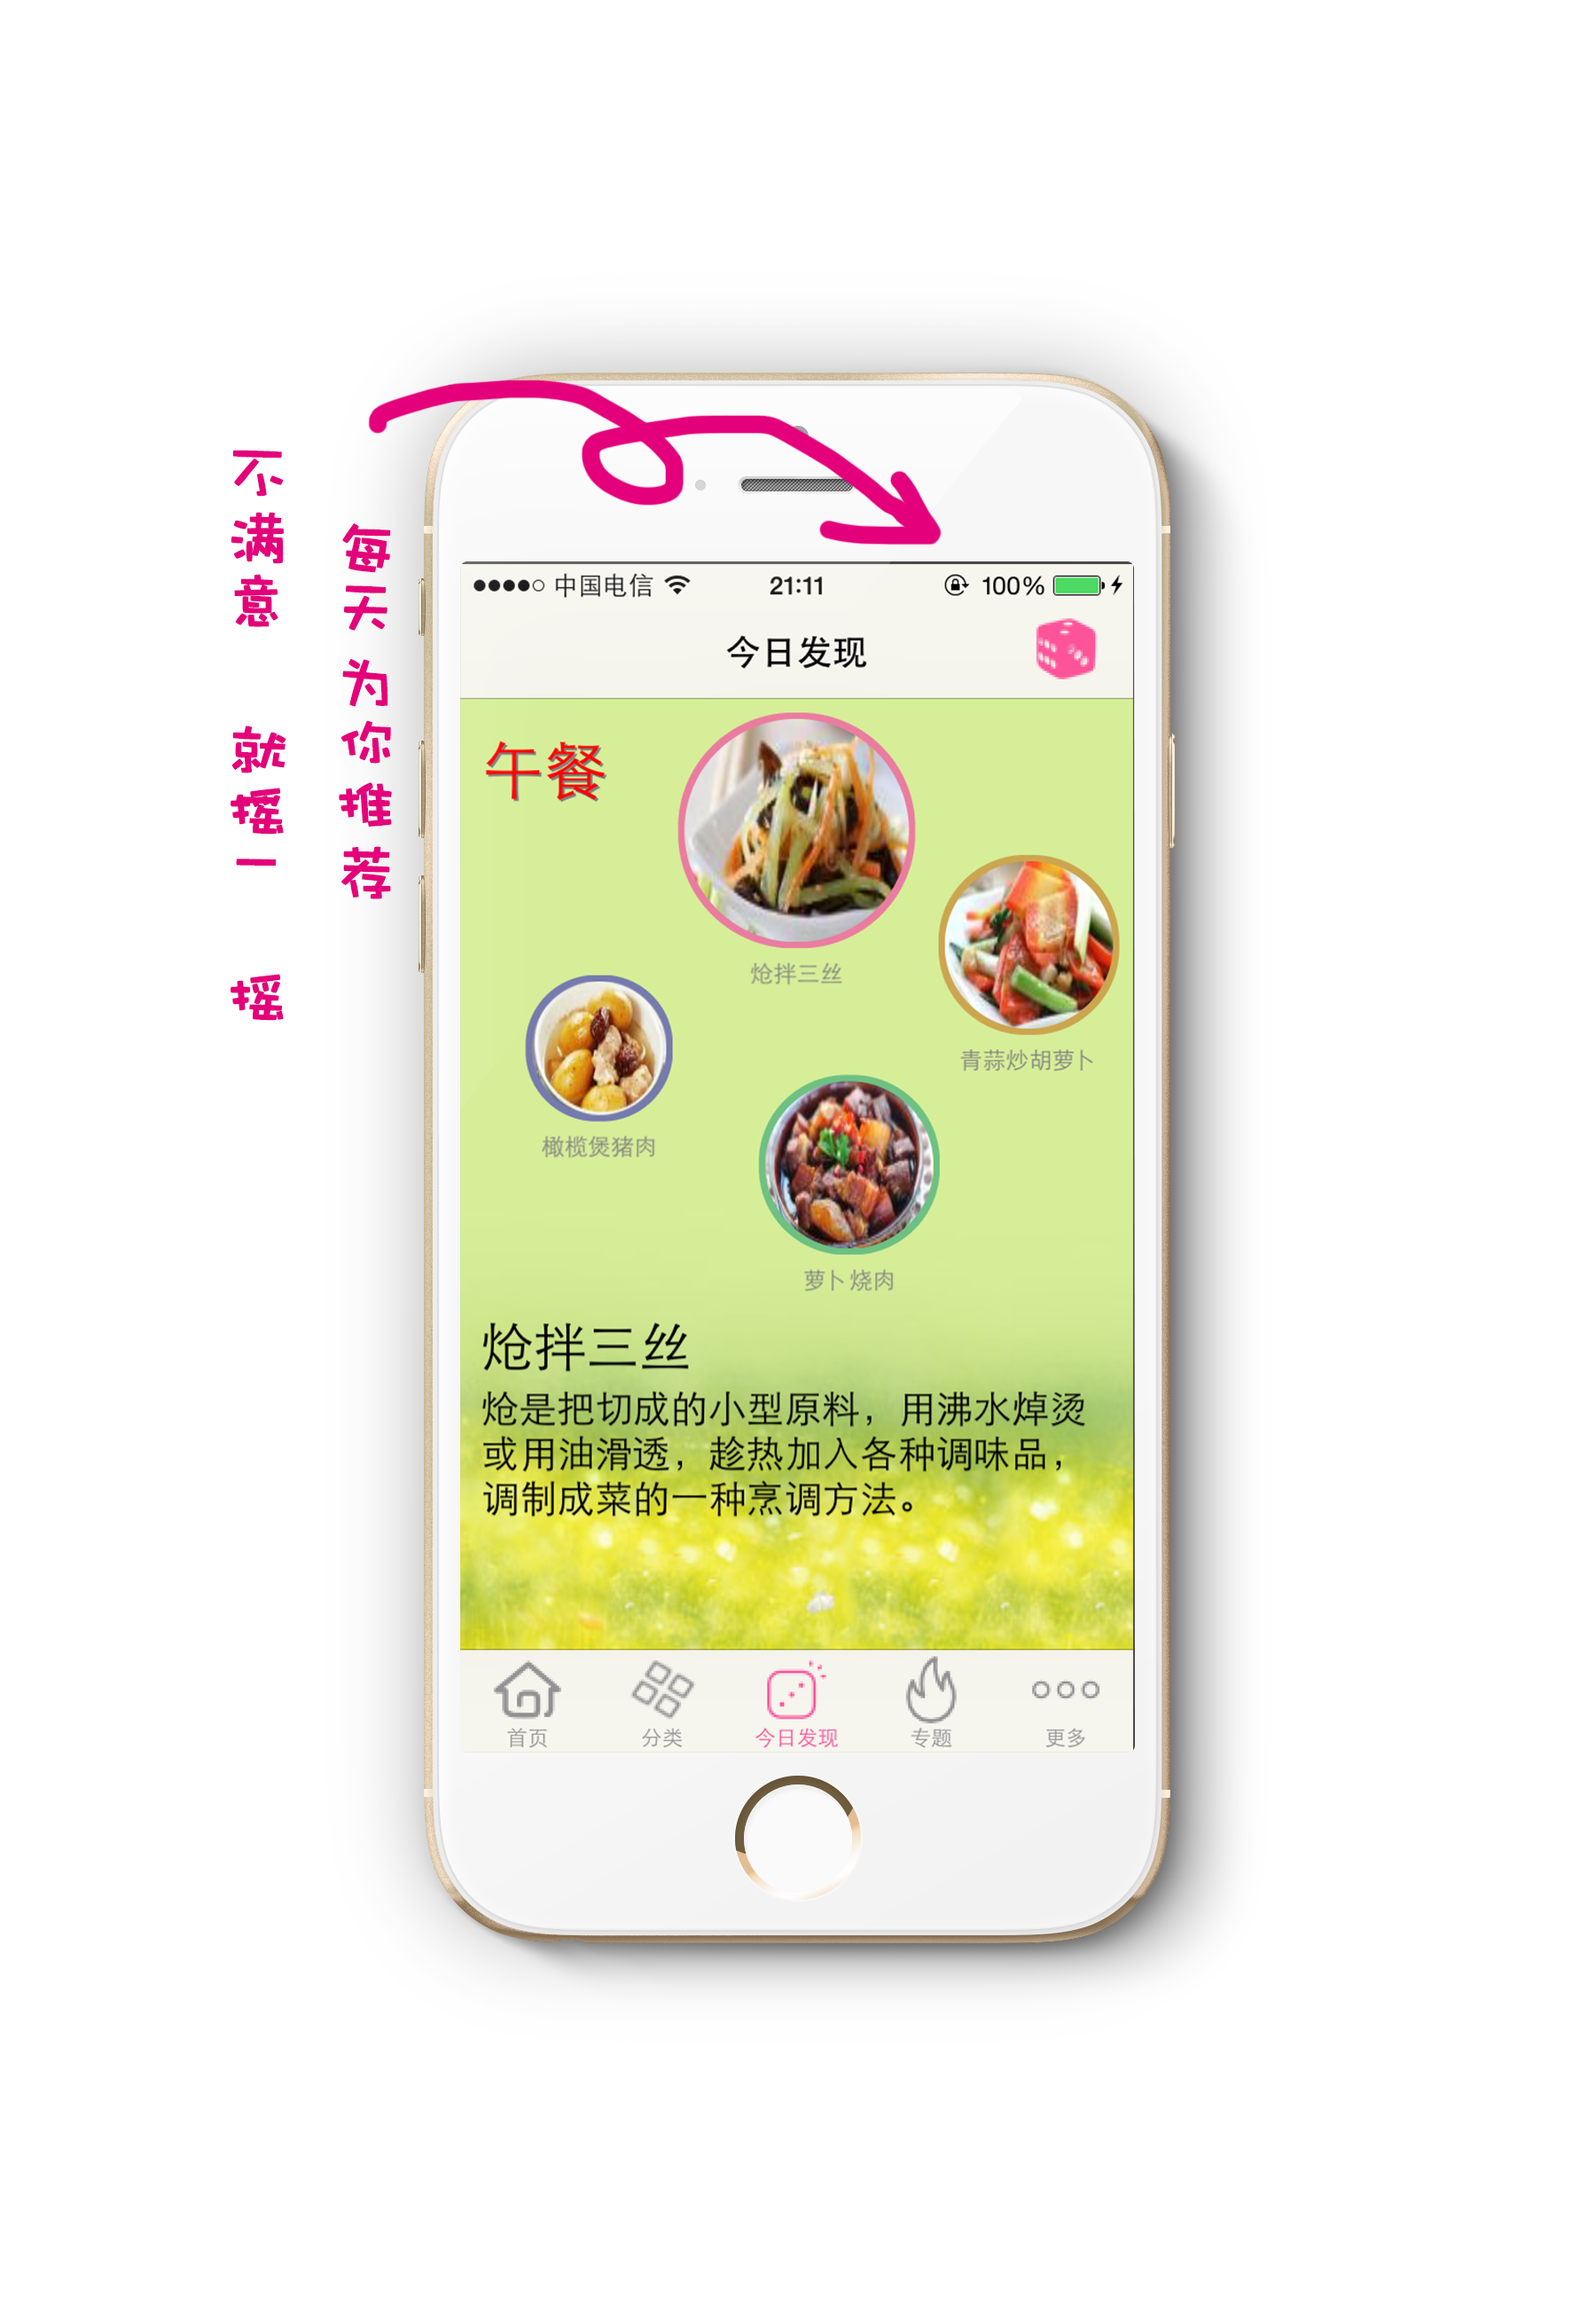 每天为你推荐
不满意 就摇一 摇
中国电信 21:11 100%
今日发现
午餐
炝拌三丝
青蒜炒胡萝卜
橄榄煲猪肉
萝卜烧肉
炝拌三丝
炝是把切成的小型原料，用沸水焯烫
或用油滑透，趁热加入各种调味品，
调制成菜的一种烹调方法。
首页 分类 今日发现 专题 更多